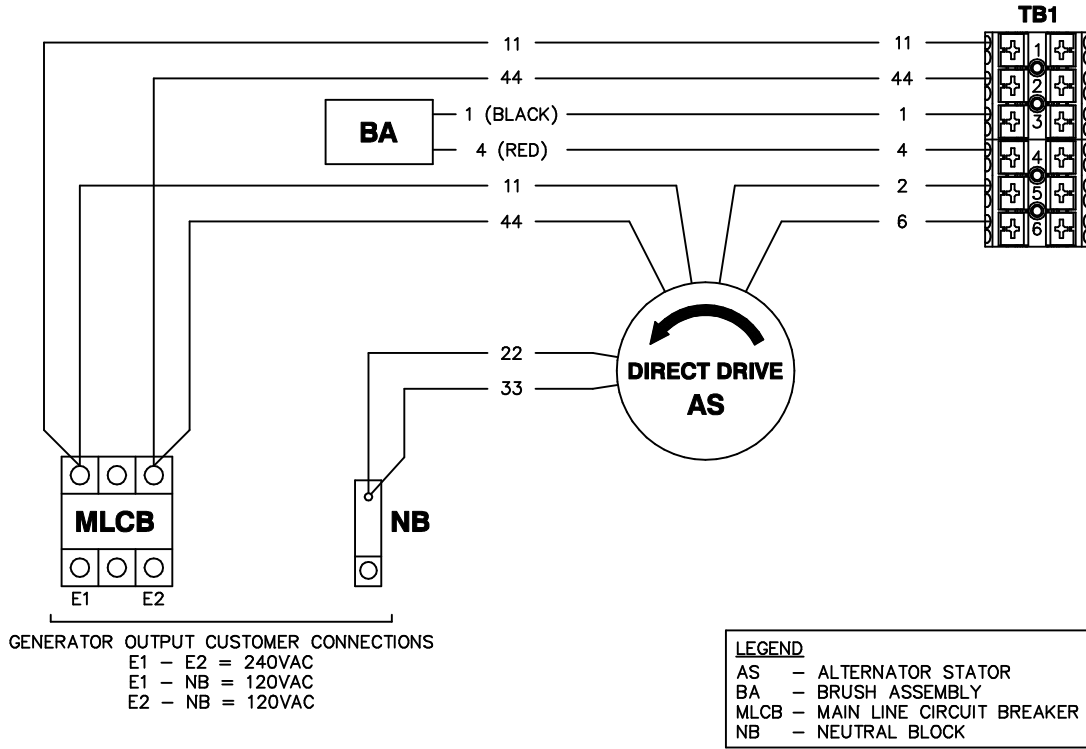 TB1
11 11 1
44 44 2
BA 1 (BLACK) 1 3
4 (RED) 4 4
11 2 5
44 6 6
22
33
DIRECT DRIVE
AS
MLCB
NB
E1 E2
GENERATOR OUTPUT CUSTOMER CONNECTIONS
E1 – E2 = 240VAC
E1 – NB = 120VAC
E2 – NB = 120VAC
LEGEND
AS – ALTERNATOR STATOR
BA – BRUSH ASSEMBLY
MLCB – MAIN LINE CIRCUIT BREAKER
NB – NEUTRAL BLOCK